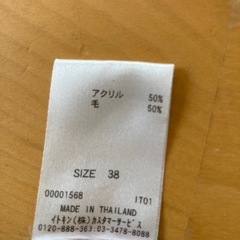 アクリル 50%
毛 50%
SIZE 38
00001568 IT01
MADE IN THAILAND
イトキン(株)カスタマーサービス
0120-888-363:03-3478-8088